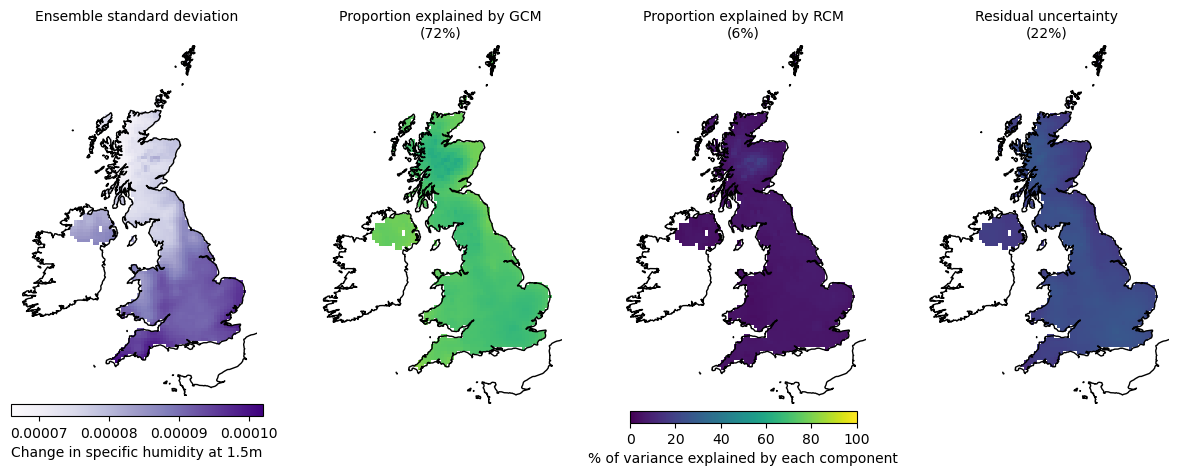 Ensemble standard deviation
Proportion explained by GCM
(72%)
Proportion explained by RCM
(6%)
Residual uncertainty
(22%)
0.00007 0.00008 0.00009 0.00010
Change in specific humidity at 1.5m
0 20 40 60 80 100
% of variance explained by each component